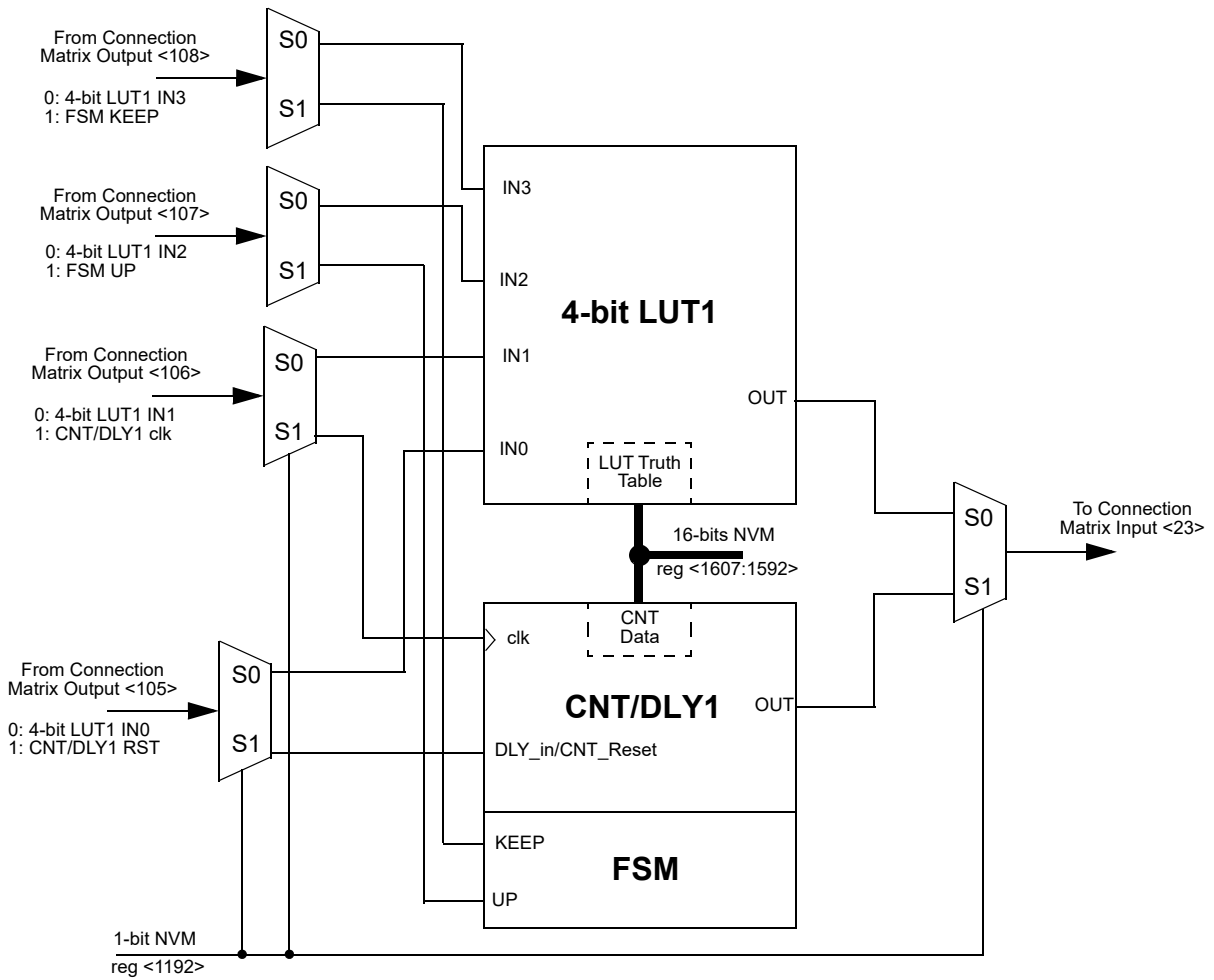 From Connection
Matrix Output <108>
0: 4-bit LUT1 IN3
1: FSM KEEP
S0
S1
From Connection
Matrix Output <107>
0: 4-bit LUT1 IN2
1: FSM UP
S0
S1
From Connection
Matrix Output <106>
0: 4-bit LUT1 IN1
1: CNT/DLY1 clk
S0
S1
From Connection
Matrix Output <105>
0: 4-bit LUT1 IN0
1: CNT/DLY1 RST
S0
S1
IN3
IN2
IN1
IN0
4-bit LUT1
OUT
LUT Truth
Table
16-bits NVM
reg <1607:1592>
CNT
Data
clk
CNT/DLY1
OUT
DLY_in/CNT_Reset
KEEP
UP
FSM
S0
S1
To Connection
Matrix Input <23>
1-bit NVM
reg <1192>